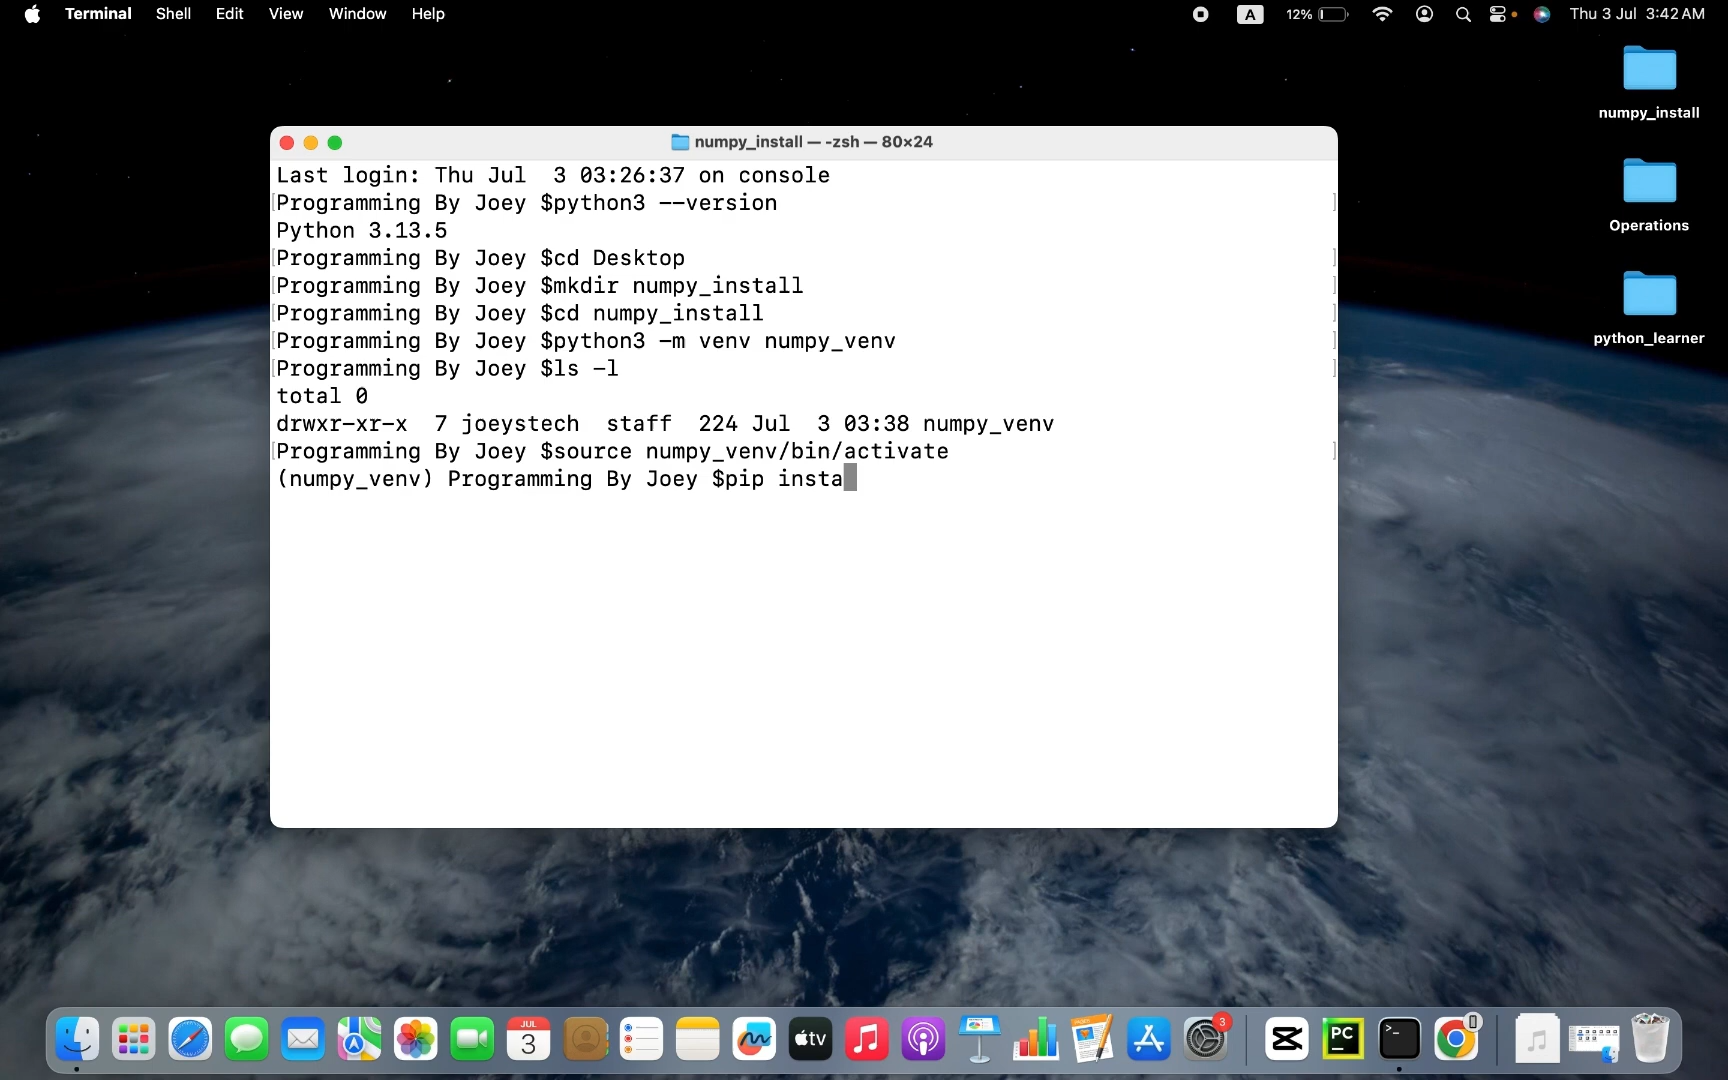 Terminal Shell Edit View Window Help
A 12% Thu 3 Jul 3:42 AM
numpy_install
Operations
python_learner
numpy_install — -zsh — 80×24
Last login: Thu Jul  3 03:26:37 on console
[Programming By Joey $python3 --version ]
Python 3.13.5
[Programming By Joey $cd Desktop ]
[Programming By Joey $mkdir numpy_install ]
[Programming By Joey $cd numpy_install ]
[Programming By Joey $python3 -m venv numpy_venv ]
[Programming By Joey $ls -l ]
total 0
drwxr-xr-x  7 joeystech  staff  224 Jul  3 03:38 numpy_venv
[Programming By Joey $source numpy_venv/bin/activate ]
(numpy_venv) Programming By Joey $pip insta
JUL
3
tv
3
PC
>_